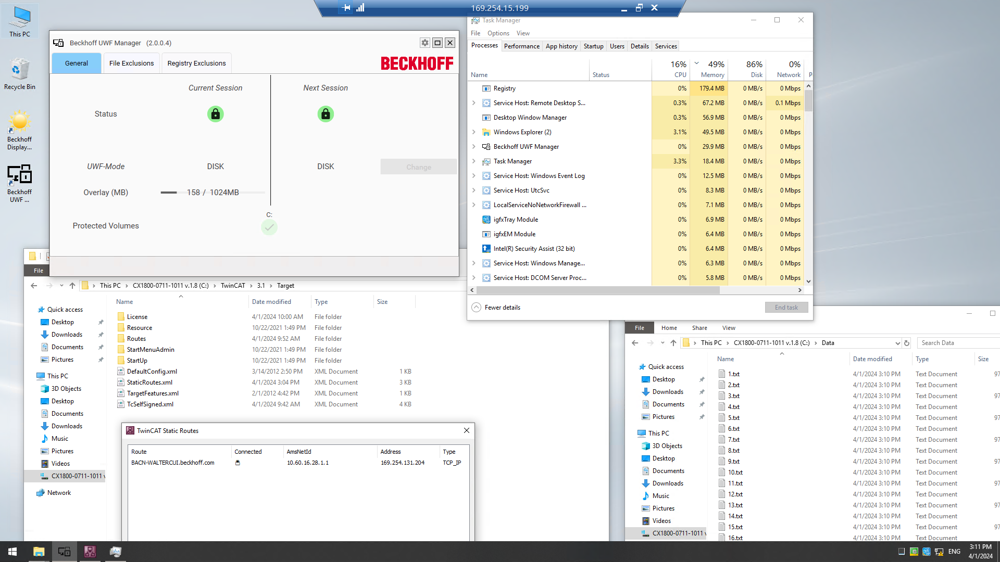 169.254.15.199
This PC
Recycle Bin
Beckhoff
Display...
Beckhoff
UWF ...
Beckhoff UWF Manager (2.0.0.4)
General
File Exclusions
Registry Exclusions
BECKHOFF
Current Session
Next Session
Status
UWF-Mode
DISK
DISK
Change
Overlay (MB)
158 / 1024MB
C:
Protected Volumes
Task Manager
File Options View
Processes Performance App history Startup Users Details Services
16% 49% 86% 0%
Name Status CPU Memory Disk Network P
Registry 0% 179.4 MB 0 MB/s 0 Mbps
Service Host: Remote Desktop S... 0.3% 67.2 MB 0 MB/s 0.1 Mbps
Desktop Window Manager 0.3% 56.9 MB 0 MB/s 0 Mbps
Windows Explorer (2) 3.1% 49.5 MB 0 MB/s 0 Mbps
Beckhoff UWF Manager 0% 29.9 MB 0 MB/s 0 Mbps
Task Manager 3.3% 18.4 MB 0 MB/s 0 Mbps
Service Host: Windows Event Log 0% 12.5 MB 0 MB/s 0 Mbps
Service Host: UtcSvc 0% 8.3 MB 0 MB/s 0 Mbps
LocalServiceNoNetworkFirewall ... 0% 7.1 MB 0 MB/s 0 Mbps
igfxTray Module 0% 6.9 MB 0 MB/s 0 Mbps
igfxEM Module 0% 6.4 MB 0 MB/s 0 Mbps
Intel(R) Security Assist (32 bit) 0% 6.4 MB 0 MB/s 0 Mbps
Service Host: Windows Manage... 0% 6.3 MB 0 MB/s 0 Mbps
Service Host: DCOM Server Proc... 0% 5.8 MB 0 MB/s 0 Mbps
Fewer details
End task
File
This PC > CX1800-0711-1011 v.1.8 (C:) > TwinCAT > 3.1 > Target
Quick access
Desktop
Downloads
Documents
Pictures
This PC
3D Objects
Desktop
Documents
Downloads
Music
Pictures
Videos
CX1800-0711-1011 v
Network
Name Date modified Type Size
License 4/1/2024 10:00 AM File folder
Resource 10/22/2021 1:49 PM File folder
Routes 4/1/2024 9:52 AM File folder
StartMenuAdmin 10/22/2021 1:49 PM File folder
StartUp 10/22/2021 1:49 PM File folder
DefaultConfig.xml 3/14/2012 2:50 PM XML Document 1 KB
StaticRoutes.xml 4/1/2024 3:04 PM XML Document 3 KB
TargetFeatures.xml 2/1/2012 4:42 PM XML Document 1 KB
TcSelfSigned.xml 4/1/2024 9:42 AM XML Document 4 KB
TwinCAT Static Routes
Route Connected AmsNetId Address Type
BACN-WALTERCUI.beckhoff.com 10.60.16.28.1.1 169.254.131.204 TCP_IP
File Home Share View
This PC > CX1800-0711-1011 v.1.8 (C:) > Data
Search Data
Quick access
Desktop
Downloads
Documents
Pictures
This PC
3D Objects
Desktop
Documents
Downloads
Music
Pictures
Videos
CX1800-0711-1011 v
Name Date modified Type Size
1.txt 4/1/2024 3:10 PM Text Document 97
2.txt 4/1/2024 3:10 PM Text Document
3.txt 4/1/2024 3:10 PM Text Document 97
4.txt 4/1/2024 3:10 PM Text Document
5.txt 4/1/2024 3:10 PM Text Document 97
6.txt 4/1/2024 3:10 PM Text Document
7.txt 4/1/2024 3:10 PM Text Document 97
8.txt 4/1/2024 3:10 PM Text Document
9.txt 4/1/2024 3:10 PM Text Document 97
10.txt 4/1/2024 3:10 PM Text Document
11.txt 4/1/2024 3:10 PM Text Document 97
12.txt 4/1/2024 3:10 PM Text Document
13.txt 4/1/2024 3:10 PM Text Document 97
14.txt 4/1/2024 3:10 PM Text Document
15.txt 4/1/2024 3:10 PM Text Document 97
16.txt 4/1/2024 3:10 PM Text Document
ENG
3:11 PM
4/1/2024